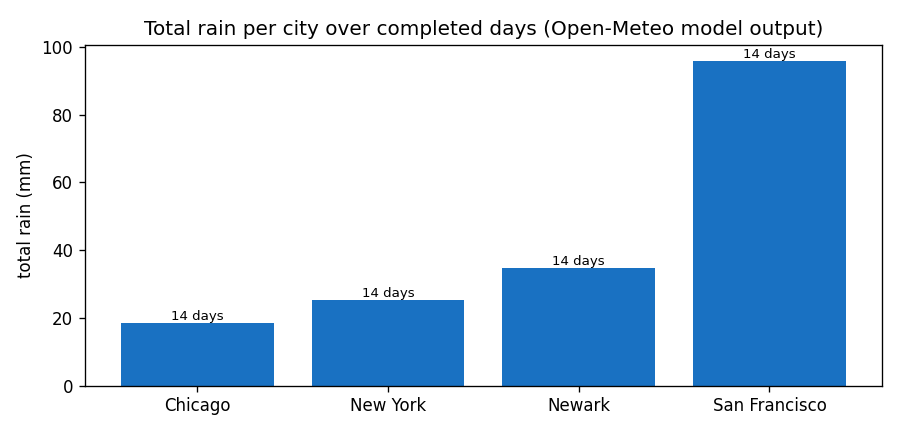 Total rain per city over completed days (Open-Meteo model output)
total rain (mm)
100
80
60
40
20
0
14 days
14 days
14 days
14 days
Chicago
New York
Newark
San Francisco